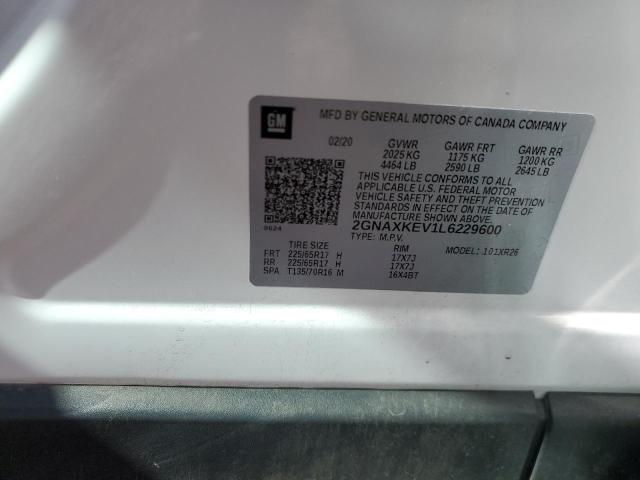 GM
MFD BY GENERAL MOTORS OF CANADA COMPANY
02/20 GVWR GAWR FRT GAWR RR
2025 KG 1175 KG 1200 KG
4464 LB 2590 LB 2645 LB
THIS VEHICLE CONFORMS TO ALL
APPLICABLE U.S. FEDERAL MOTOR
VEHICLE SAFETY AND THEFT PREVENTION
STANDARDS IN EFFECT ON THE DATE OF
MANUFACTURE SHOWN ABOVE.
2GNAXKEV1L6229600
9624 TYPE: M.P.V. MODEL: 101XR26
TIRE SIZE RIM
FRT 225/65R17 H 17X7J
RR 225/65R17 H 17X7J
SPA T135/70R16 M 16X4BT